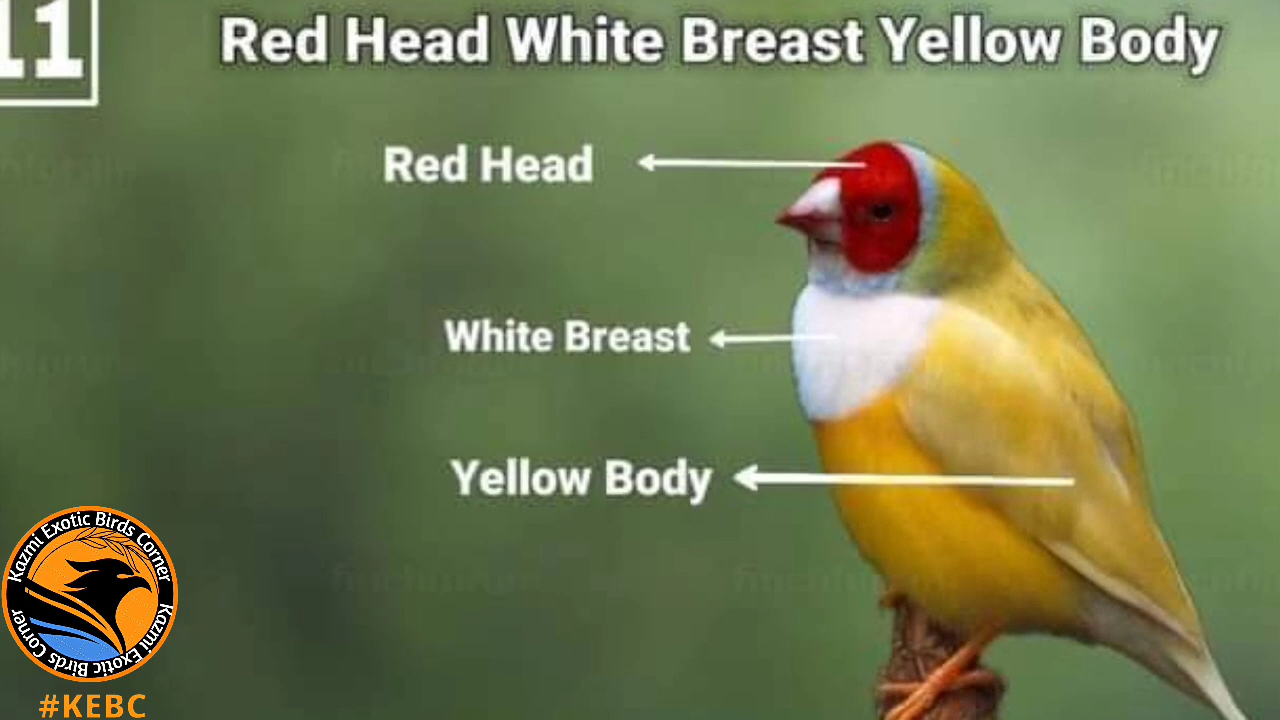 11
Red Head White Breast Yellow Body
Red Head
White Breast
Yellow Body
Kazmi Exotic Birds Corner
Kazmi Exotic Birds Corner
#KEBC